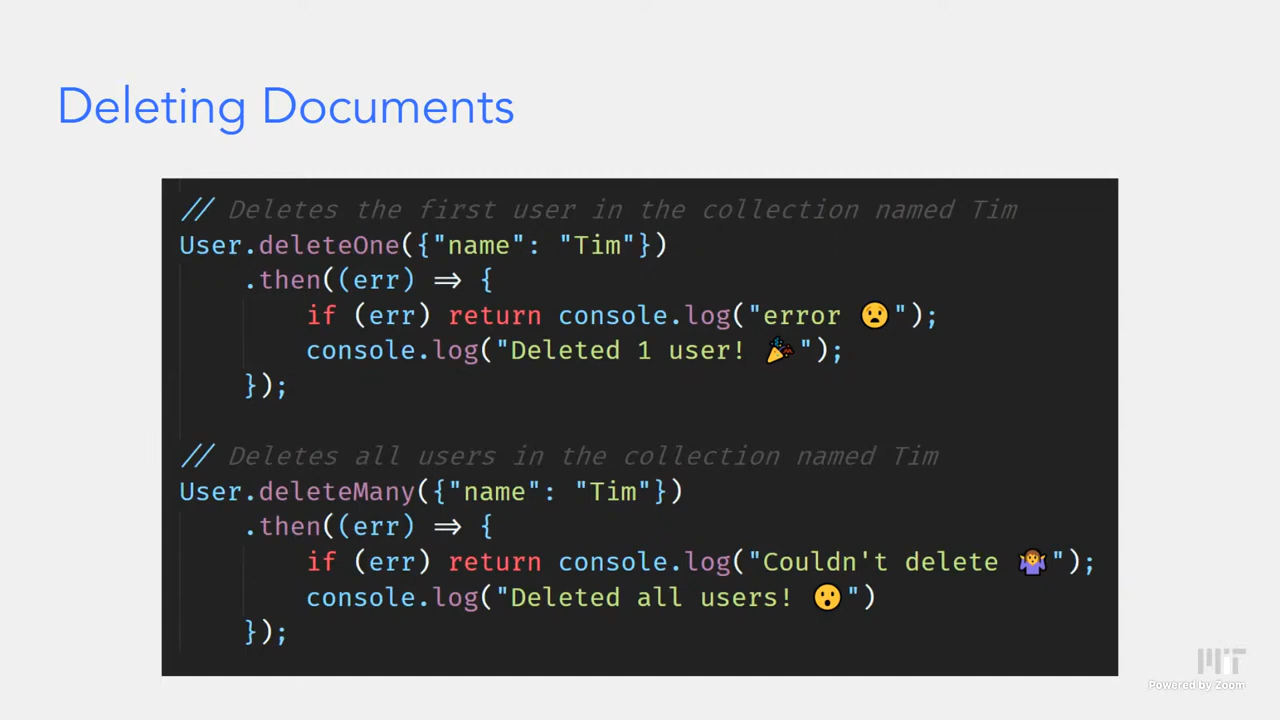 Deleting Documents
// Deletes the first user in the collection named Tim
User.deleteOne({"name": "Tim"})
.then((err) => {
if (err) return console.log("error 😧");
console.log("Deleted 1 user! 🎉");
});
// Deletes all users in the collection named Tim
User.deleteMany({"name": "Tim"})
.then((err) => {
if (err) return console.log("Couldn't delete 🤷");
console.log("Deleted all users! 😮")
});
MIT
Powered by Zoom